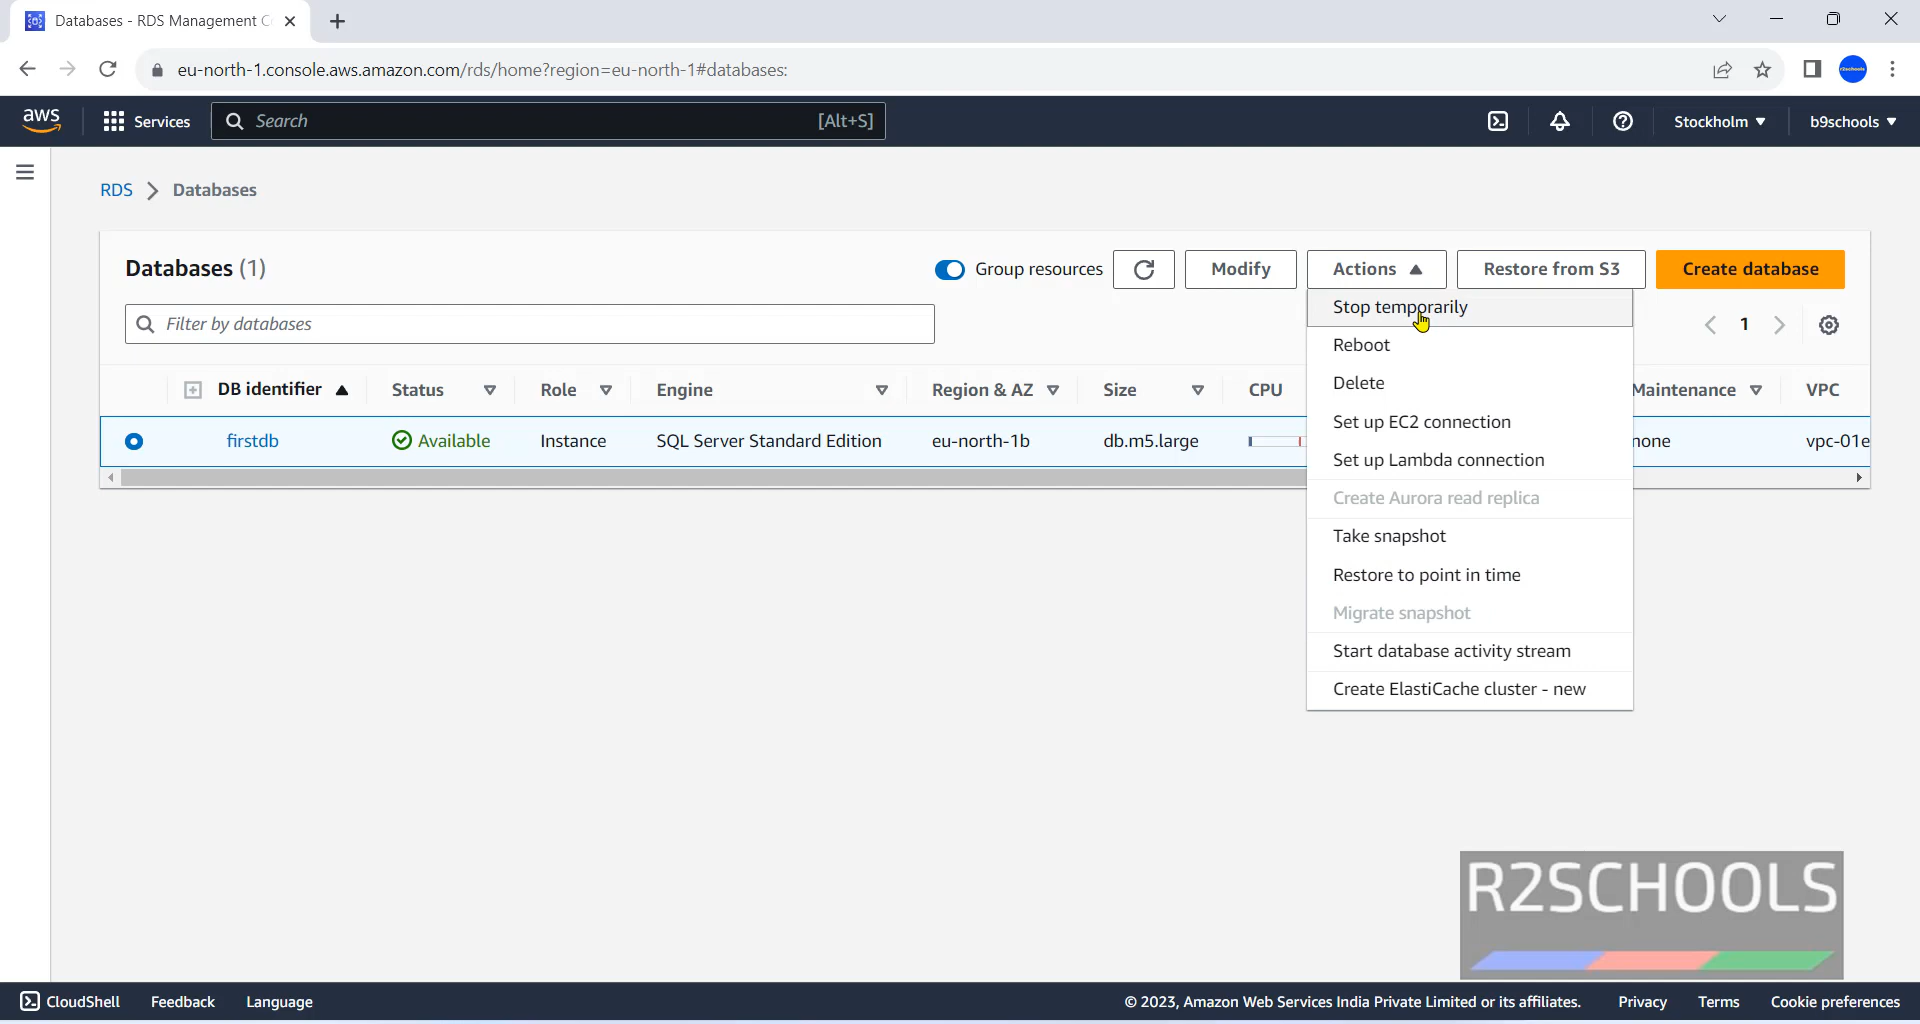 Databases - RDS Management C
eu-north-1.console.aws.amazon.com/rds/home?region=eu-north-1#databases:
aws Services Search [Alt+S] Stockholm b9schools
RDS > Databases
Databases (1) Group resources Modify Actions Restore from S3 Create database
Filter by databases 1
DB identifier Status Role Engine Region & AZ Size CPU Maintenance VPC
firstdb Available Instance SQL Server Standard Edition eu-north-1b db.m5.large none vpc-01e
Stop temporarily
Reboot
Delete
Set up EC2 connection
Set up Lambda connection
Create Aurora read replica
Take snapshot
Restore to point in time
Migrate snapshot
Start database activity stream
Create ElastiCache cluster - new
R2SCHOOLS
CloudShell Feedback Language © 2023, Amazon Web Services India Private Limited or its affiliates. Privacy Terms Cookie preferences